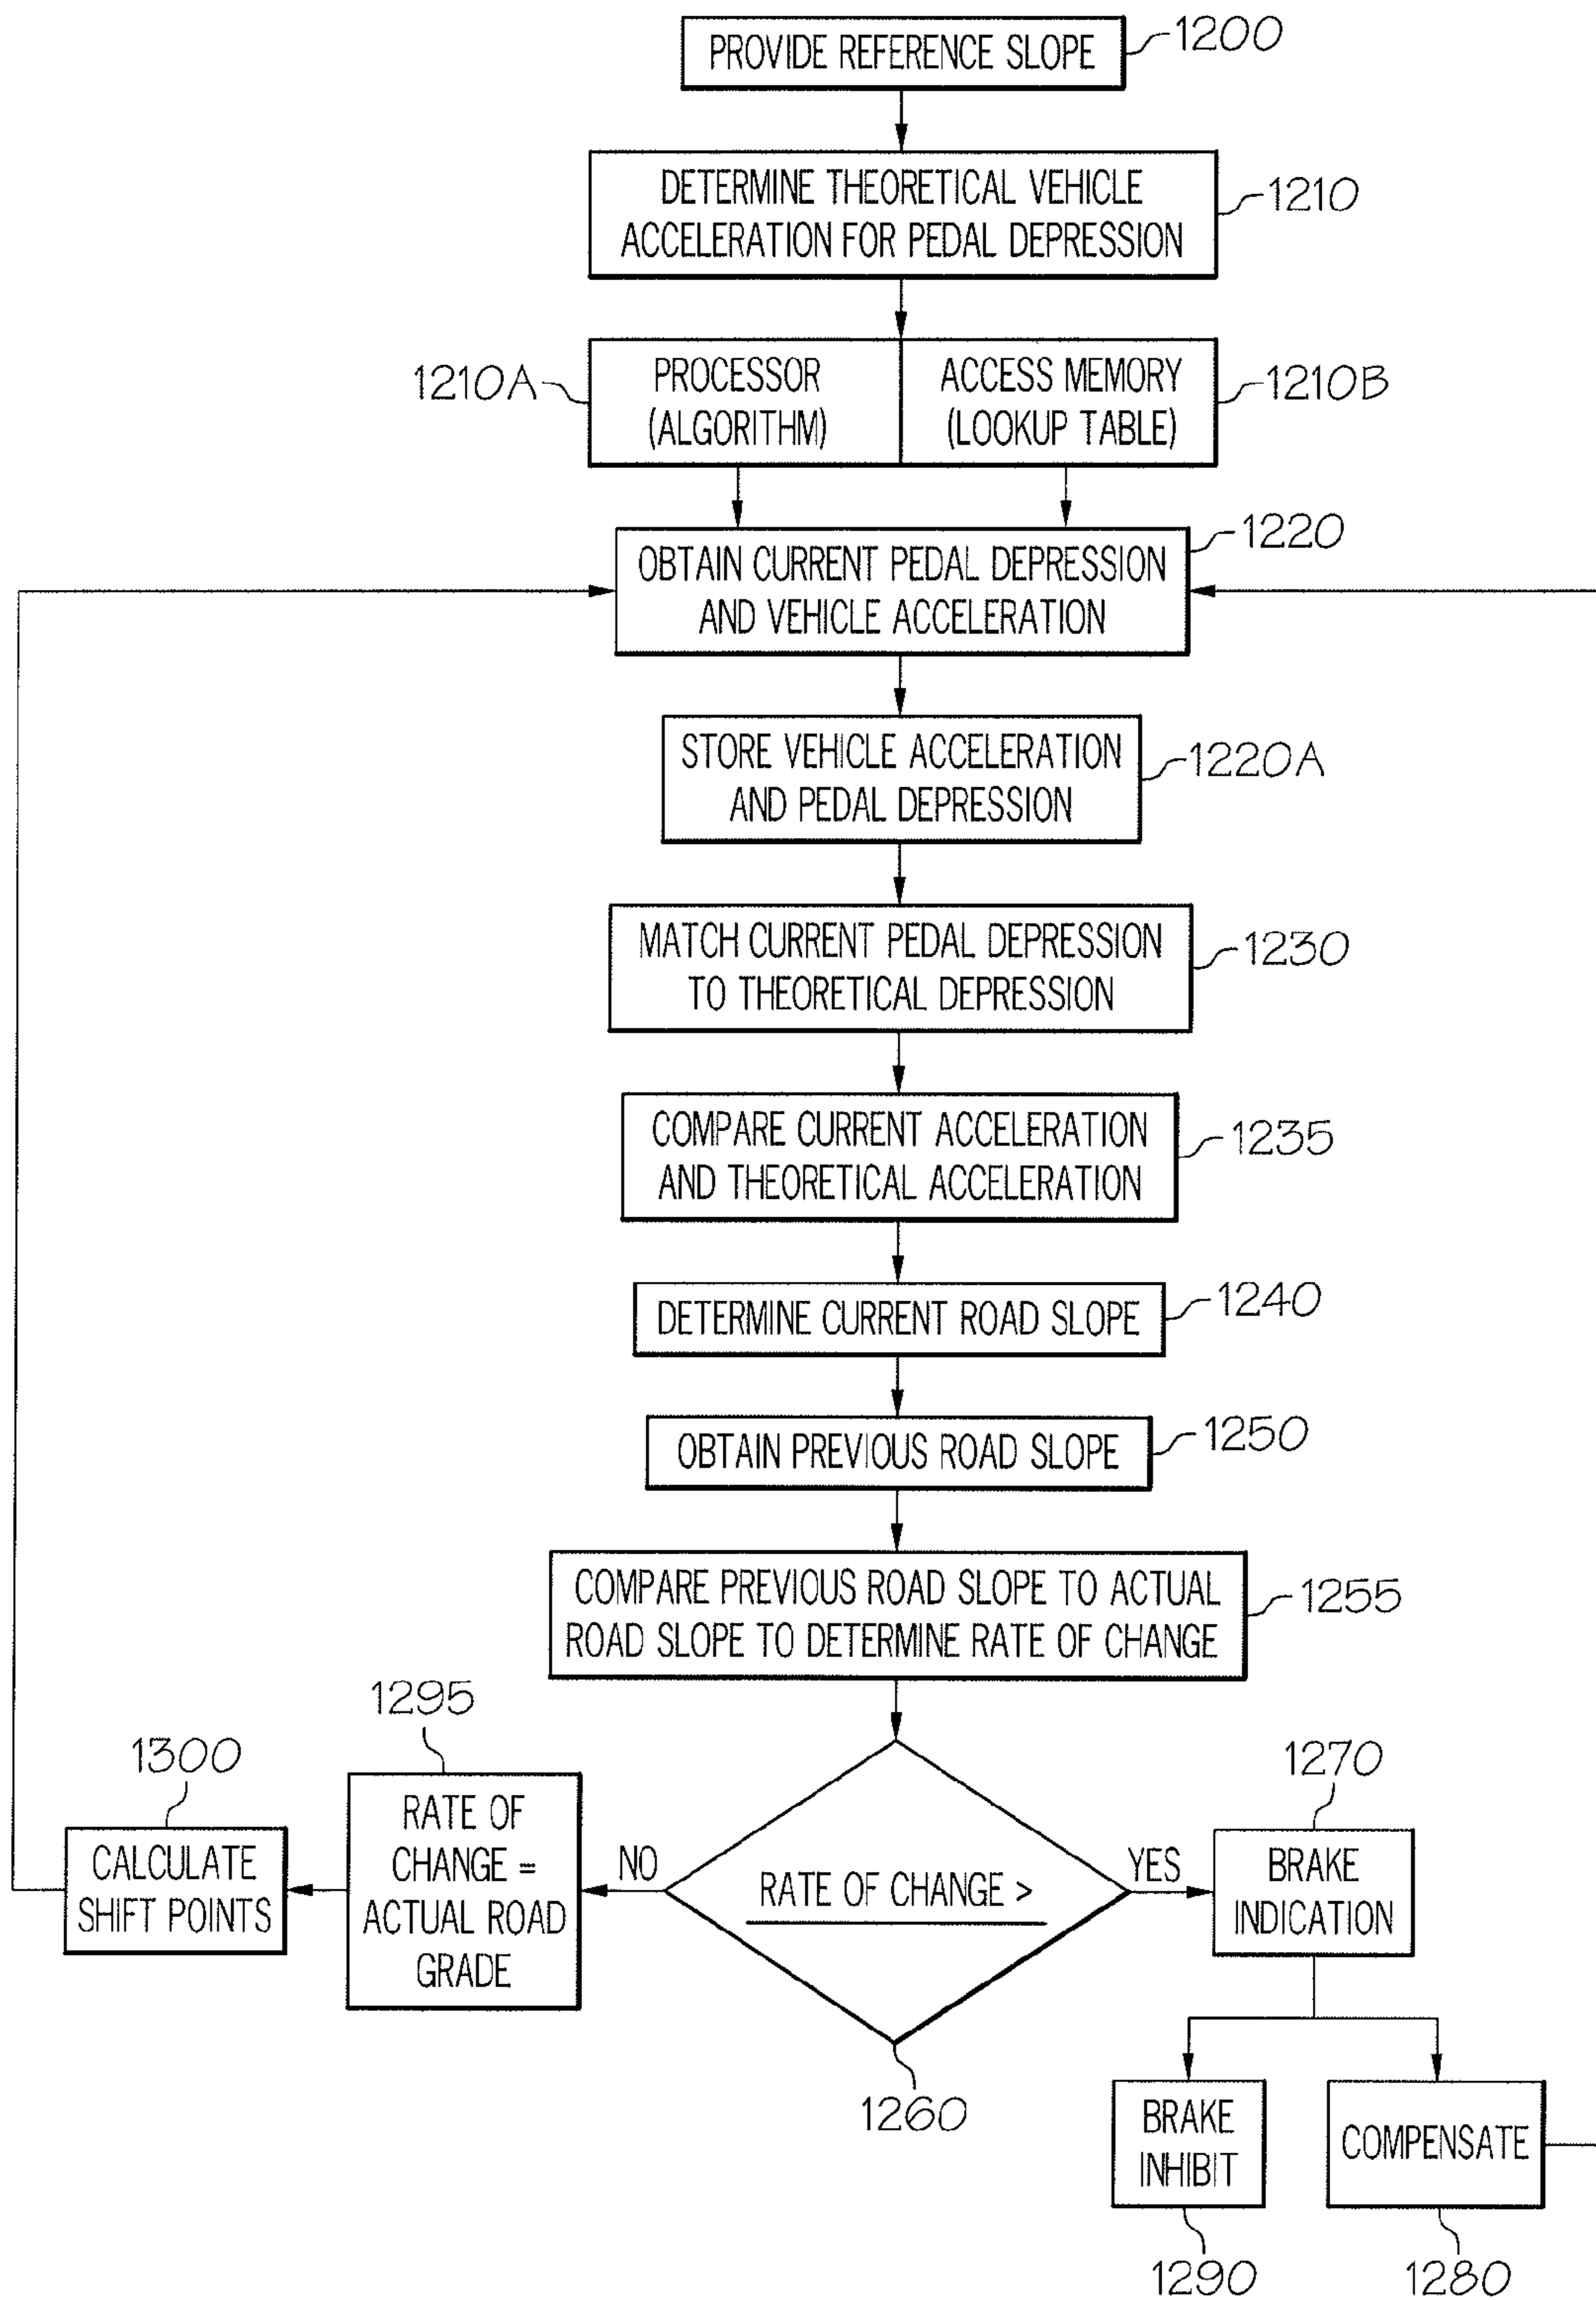 PROVIDE REFERENCE SLOPE
1200
DETERMINE THEORETICAL VEHICLE
ACCELERATION FOR PEDAL DEPRESSION
1210
1210A
PROCESSOR
(ALGORITHM)
ACCESS MEMORY
(LOOKUP TABLE)
1210B
OBTAIN CURRENT PEDAL DEPRESSION
AND VEHICLE ACCELERATION
1220
STORE VEHICLE ACCELERATION
AND PEDAL DEPRESSION
1220A
MATCH CURRENT PEDAL DEPRESSION
TO THEORETICAL DEPRESSION
1230
COMPARE CURRENT ACCELERATION
AND THEORETICAL ACCELERATION
1235
DETERMINE CURRENT ROAD SLOPE
1240
OBTAIN PREVIOUS ROAD SLOPE
1250
COMPARE PREVIOUS ROAD SLOPE TO ACTUAL
ROAD SLOPE TO DETERMINE RATE OF CHANGE
1255
1300
CALCULATE
SHIFT POINTS
1295
RATE OF
CHANGE =
ACTUAL ROAD
GRADE
NO
RATE OF CHANGE >
1260
YES
1270
BRAKE
INDICATION
BRAKE
INHIBIT
1290
COMPENSATE
1280